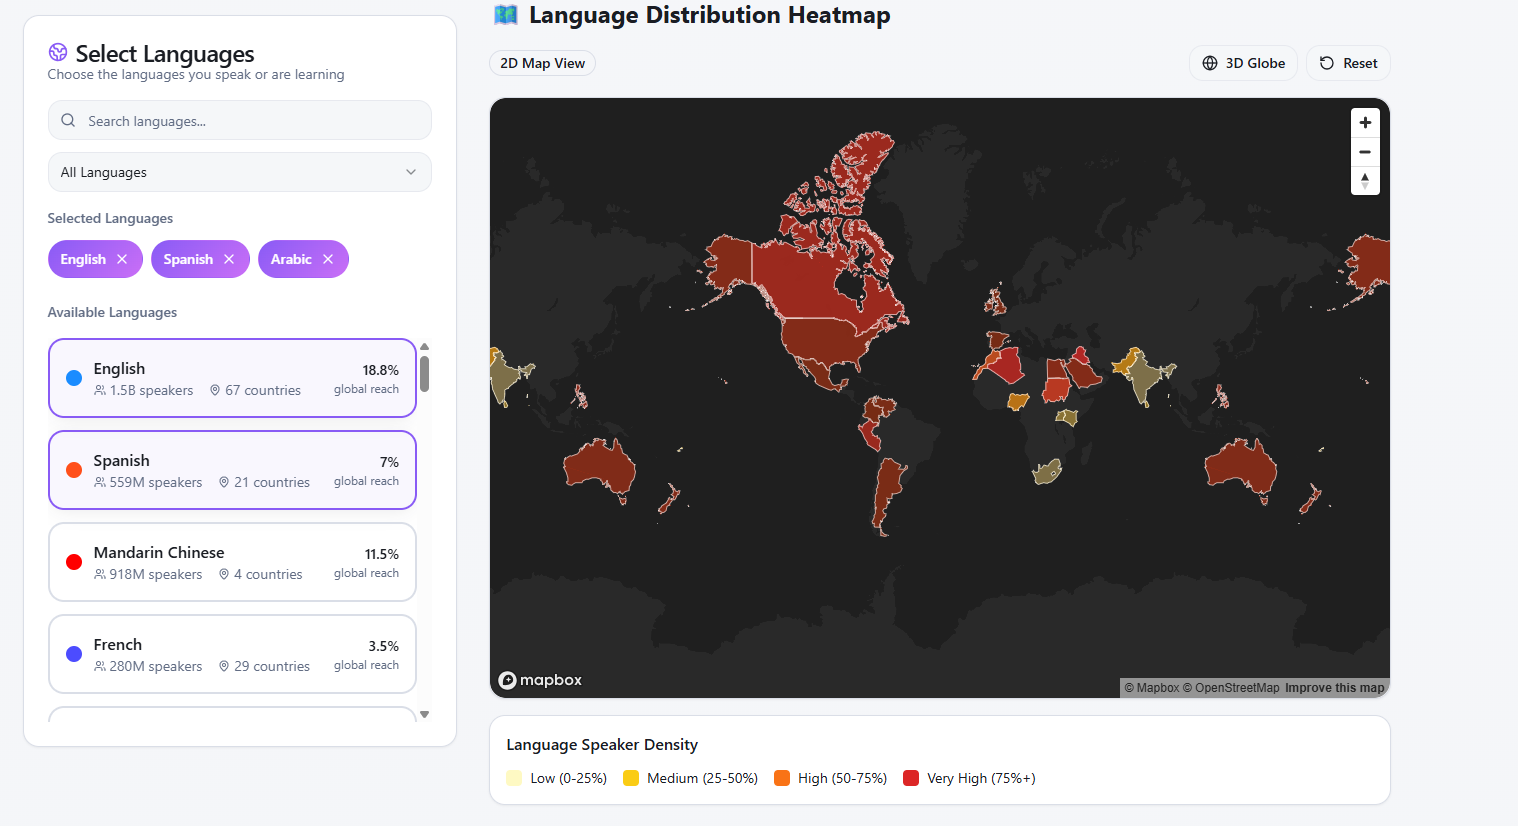 Select Languages
Choose the languages you speak or are learning
Search languages...
All Languages
Selected Languages
English
Spanish
Arabic
Available Languages
English
18.8%
1.5B speakers
67 countries
global reach
Spanish
7%
559M speakers
21 countries
global reach
Mandarin Chinese
11.5%
918M speakers
4 countries
global reach
French
3.5%
280M speakers
29 countries
global reach
Language Distribution Heatmap
2D Map View
3D Globe
Reset
mapbox
© Mapbox © OpenStreetMap Improve this map
Language Speaker Density
Low (0-25%)
Medium (25-50%)
High (50-75%)
Very High (75%+)